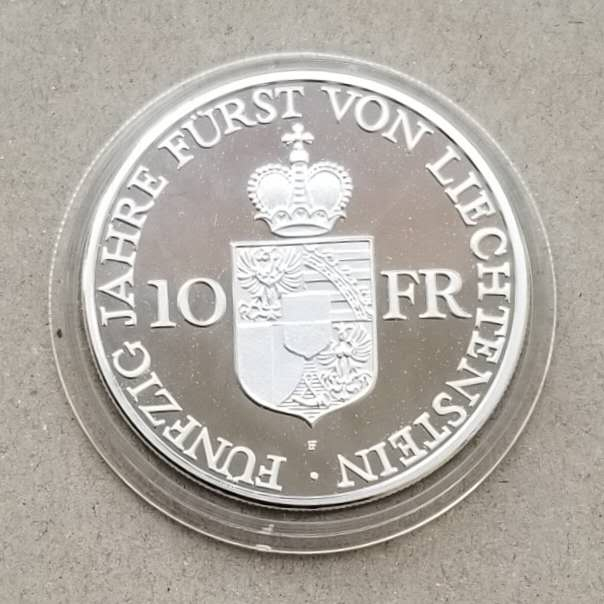 FÜNFZIG JAHRE FÜRST VON LIECHTENSTEIN ·
10 FR